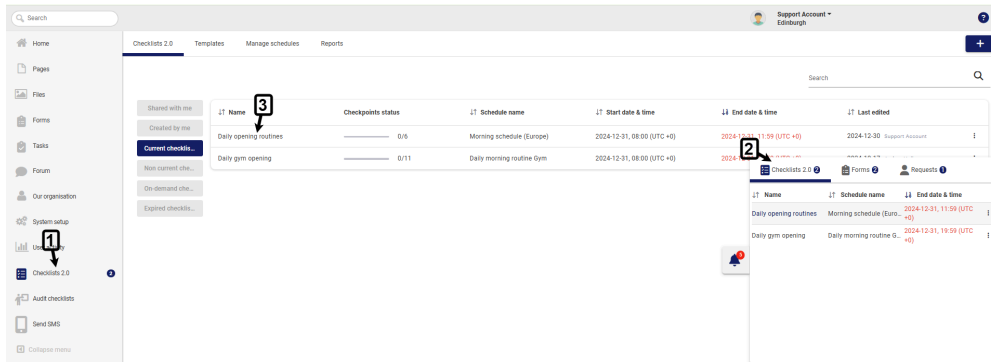 Search
Support Account
Edinburgh
?
Home
Pages
Files
Forms
Tasks
Forum
Our organisation
System setup
1
Checklists 2.0 2
Audit checklists
Send SMS
Collapse menu
Checklists 2.0 Templates Manage schedules Reports
+
Search
Shared with me
Created by me
Current checklis...
Non current che...
On-demand che...
Expired checklis...
3
Name Checkpoints status Schedule name Start date & time End date & time Last edited
Daily opening routines 0/6 Morning schedule (Europe) 2024-12-31, 08:00 (UTC +0) 2024-12-31, 11:59 (UTC +0) 2024-12-30 Support Account
Daily gym opening 0/11 Daily morning routine Gym 2024-12-31, 08:00 (UTC +0)
2
Checklists 2.0 2 Forms 2 Requests 1
Name Schedule name End date & time
Daily opening routines Morning schedule (Euro... 2024-12-31, 11:59 (UTC
+0)
Daily gym opening Daily morning routine G... 2024-12-31, 19:59 (UTC
+0)